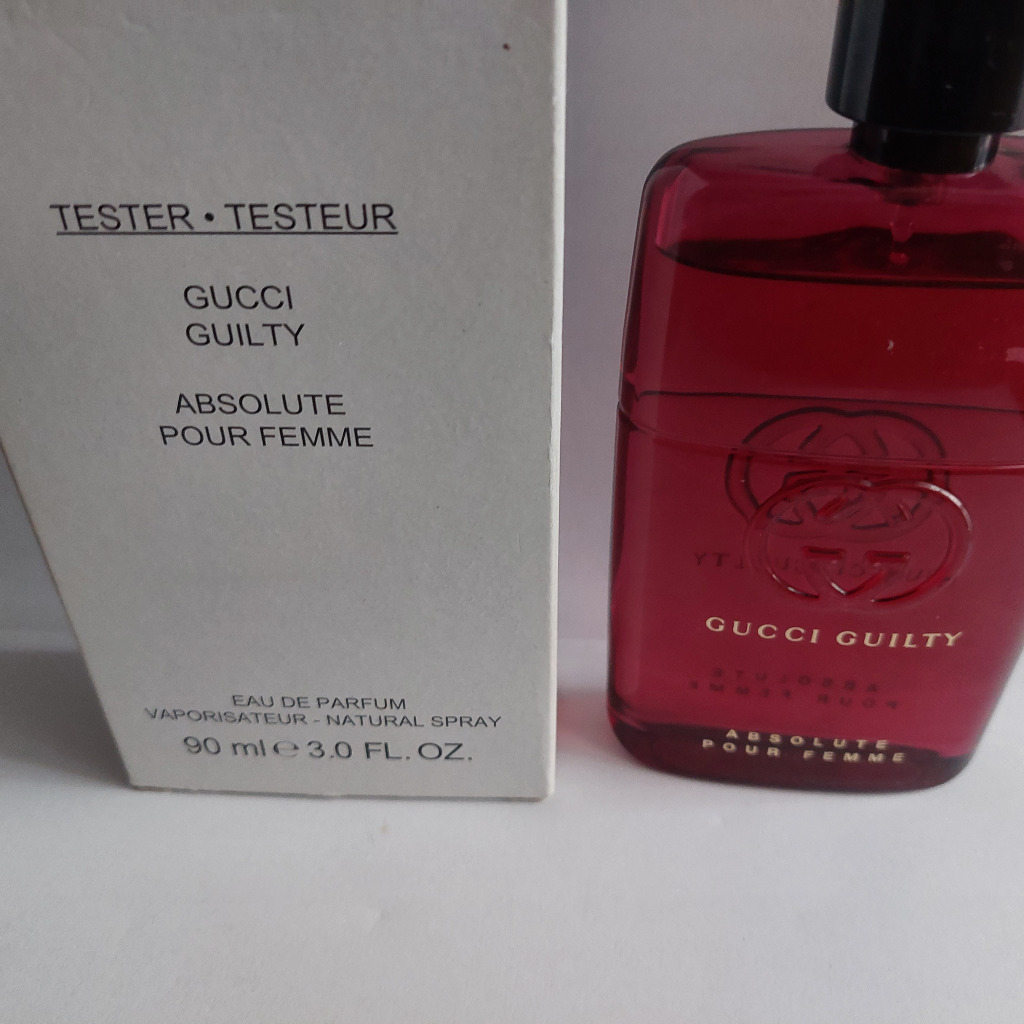 TESTER • TESTEUR
GUCCI
GUILTY
ABSOLUTE
POUR FEMME
EAU DE PARFUM
VAPORISATEUR - NATURAL SPRAY
90 ml ℮ 3.0 FL. OZ.
GUCCI GUILTY
ABSOLUTE
POUR FEMME